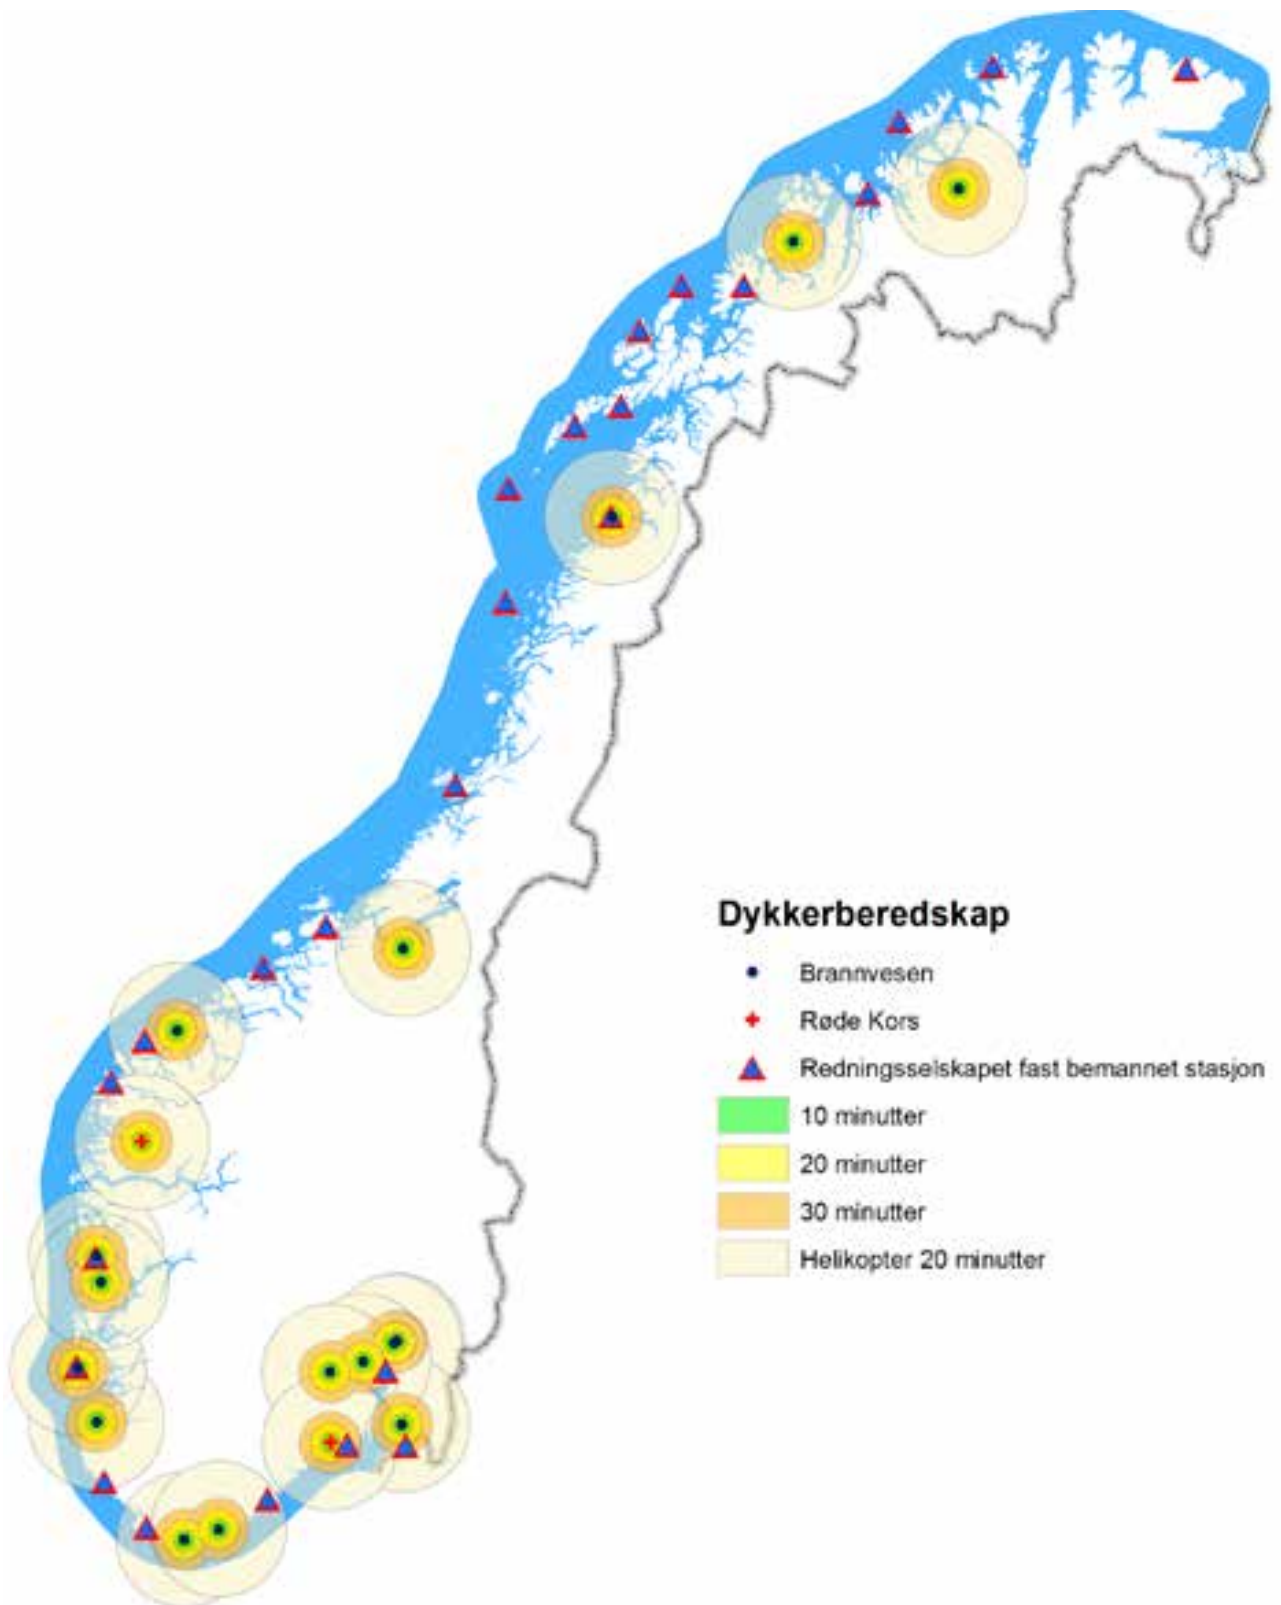 Dykkerberedskap
Brannvesen
Røde Kors
Redningsselskapet fast bemannet stasjon
10 minutter
20 minutter
30 minutter
Helikopter 20 minutter